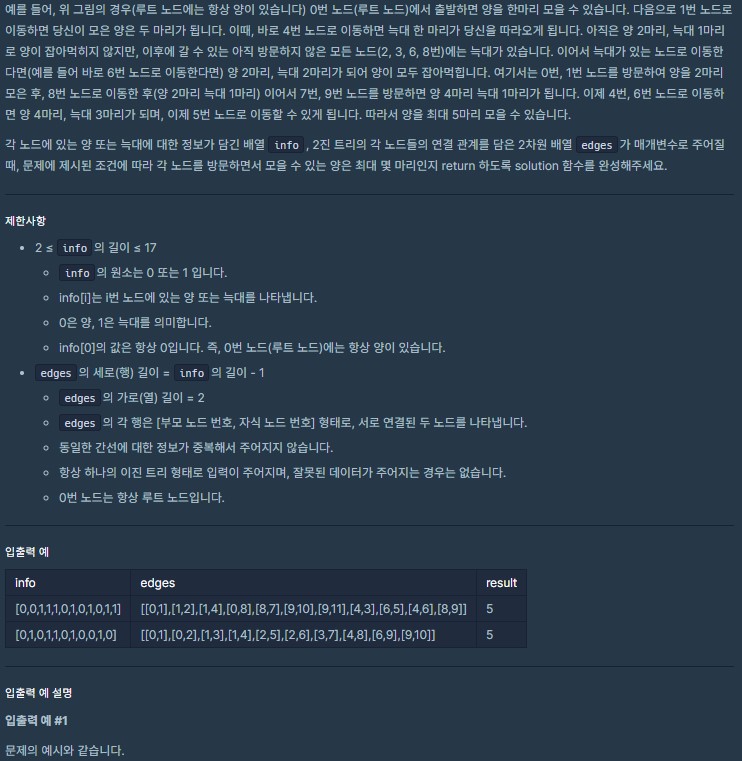 예를 들어, 위 그림의 경우(루트 노드에는 항상 양이 있습니다) 0번 노드(루트 노드)에서 출발하면 양을 한마리 모을 수 있습니다. 다음으로 1번 노드로
이동하면 당신이 모은 양은 두 마리가 됩니다. 이때, 바로 4번 노드로 이동하면 늑대 한 마리가 당신을 따라오게 됩니다. 아직은 양 2마리, 늑대 1마리
로 양이 잡아먹히지 않지만, 이후에 갈 수 있는 아직 방문하지 않은 모든 노드(2, 3, 6, 8번)에는 늑대가 있습니다. 이어서 늑대가 있는 노드로 이동한
다면(예를 들어 바로 6번 노드로 이동한다면) 양 2마리, 늑대 2마리가 되어 양이 모두 잡아먹힙니다. 여기서는 0번, 1번 노드를 방문하여 양을 2마리
모은 후, 8번 노드로 이동한 후(양 2마리 늑대 1마리) 이어서 7번, 9번 노드를 방문하면 양 4마리 늑대 1마리가 됩니다. 이제 4번, 6번 노드로 이동하
면 양 4마리, 늑대 3마리가 되며, 이제 5번 노드로 이동할 수 있게 됩니다. 따라서 양을 최대 5마리 모을 수 있습니다.
각 노드에 있는 양 또는 늑대에 대한 정보가 담긴 배열 info , 2진 트리의 각 노드들의 연결 관계를 담은 2차원 배열 edges 가 매개변수로 주어질
때, 문제에 제시된 조건에 따라 각 노드를 방문하면서 모을 수 있는 양은 최대 몇 마리인지 return 하도록 solution 함수를 완성해주세요.
제한사항
• 2 ≤ info 의 길이 ≤ 17
◦ info 의 원소는 0 또는 1 입니다.
◦ info[i]는 i번 노드에 있는 양 또는 늑대를 나타냅니다.
◦ 0은 양, 1은 늑대를 의미합니다.
◦ info[0]의 값은 항상 0입니다. 즉, 0번 노드(루트 노드)에는 항상 양이 있습니다.
• edges 의 세로(행) 길이 = info 의 길이 - 1
◦ edges 의 가로(열) 길이 = 2
◦ edges 의 각 행은 [부모 노드 번호, 자식 노드 번호] 형태로, 서로 연결된 두 노드를 나타냅니다.
◦ 동일한 간선에 대한 정보가 중복해서 주어지지 않습니다.
◦ 항상 하나의 이진 트리 형태로 입력이 주어지며, 잘못된 데이터가 주어지는 경우는 없습니다.
◦ 0번 노드는 항상 루트 노드입니다.
입출력 예
info edges result
[0,0,1,1,1,0,1,0,1,0,1,1] [[0,1],[1,2],[1,4],[0,8],[8,7],[9,10],[9,11],[4,3],[6,5],[4,6],[8,9]] 5
[0,1,0,1,1,0,1,0,0,1,0] [[0,1],[0,2],[1,3],[1,4],[2,5],[2,6],[3,7],[4,8],[6,9],[9,10]] 5
입출력 예 설명
입출력 예 #1
문제의 예시와 같습니다.